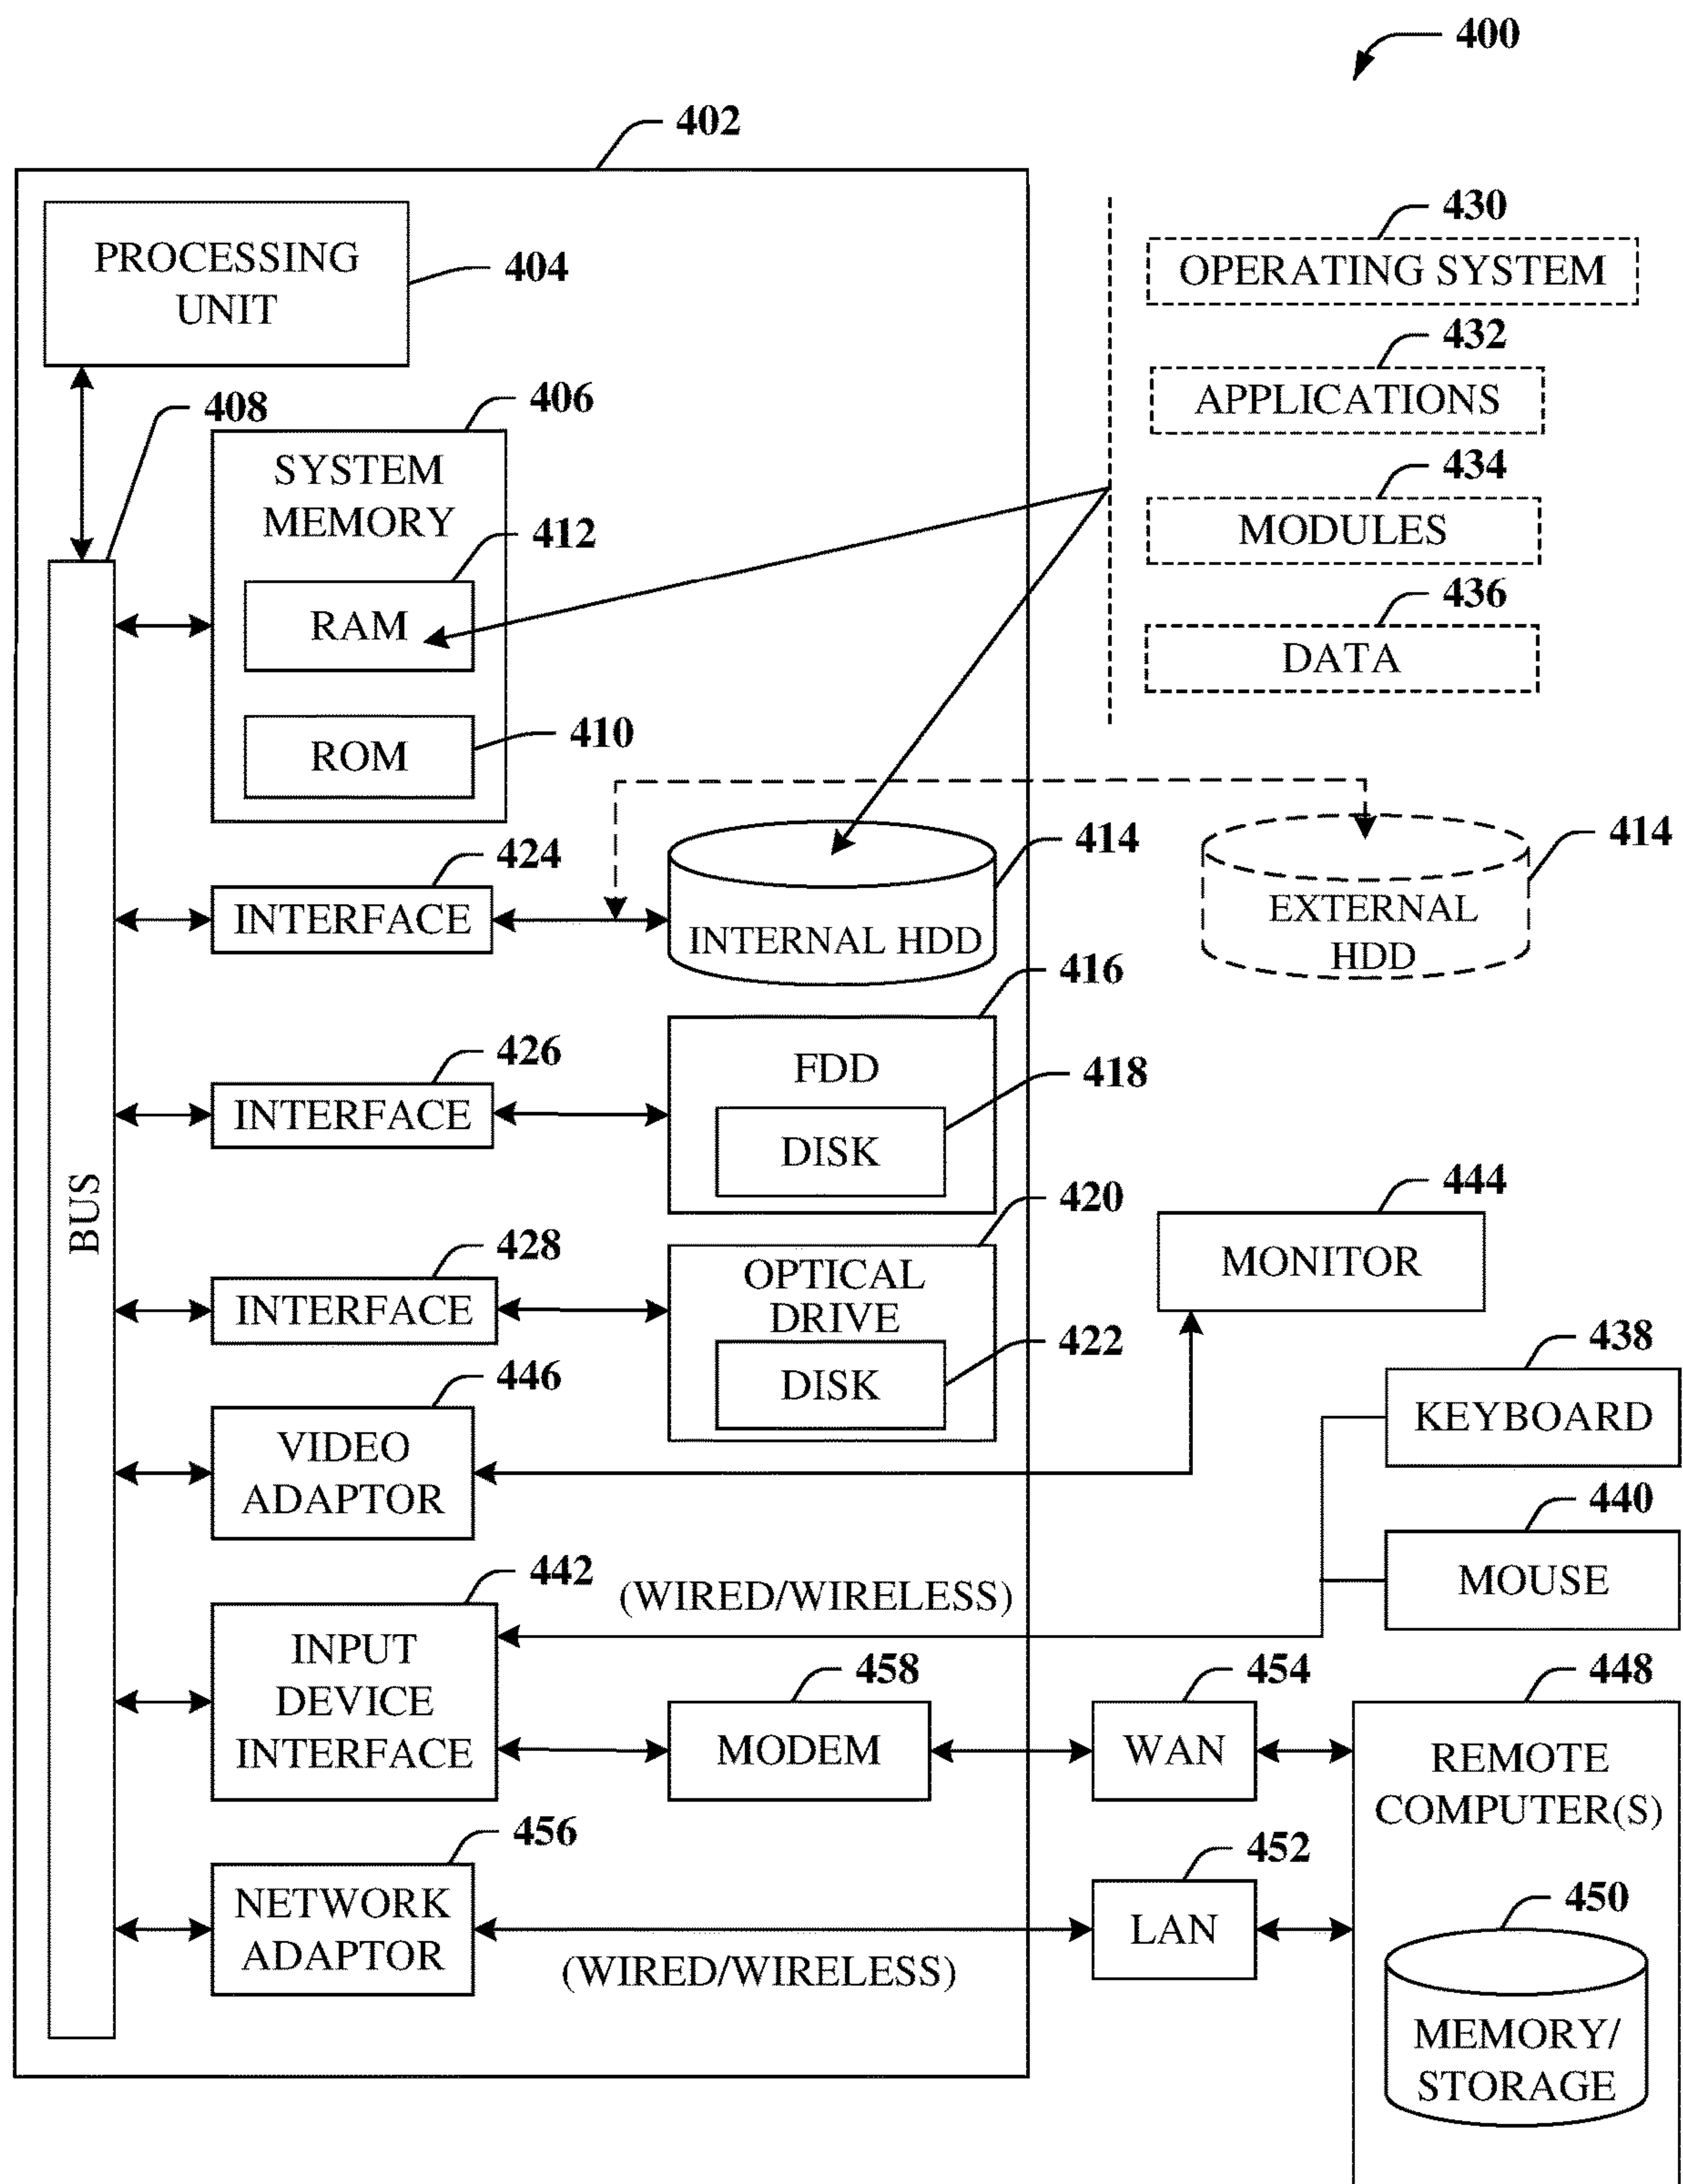 400
402
PROCESSING
UNIT
404
430
OPERATING SYSTEM
432
APPLICATIONS
408
406
SYSTEM
MEMORY
434
MODULES
412
RAM
436
DATA
410
ROM
424
INTERFACE
414
INTERNAL HDD
414
EXTERNAL
HDD
416
FDD
426
INTERFACE
418
DISK
BUS
420
OPTICAL
DRIVE
444
MONITOR
428
INTERFACE
422
DISK
438
KEYBOARD
446
VIDEO
ADAPTOR
440
MOUSE
442
(WIRED/WIRELESS)
INPUT
DEVICE
INTERFACE
458
MODEM
454
WAN
448
REMOTE
COMPUTER(S)
456
NETWORK
ADAPTOR
(WIRED/WIRELESS)
452
LAN
450
MEMORY/
STORAGE